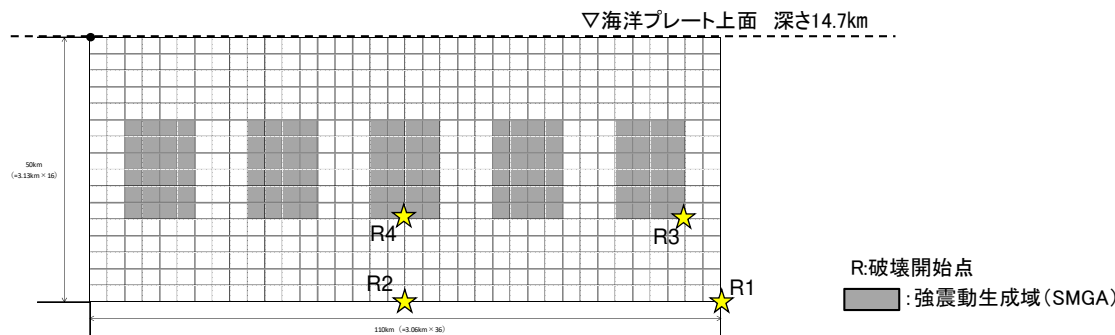 ▽海洋プレート上面 深さ14.7km
50km
(=3.13km×16)
R4
R3
R2
R1
R:破壊開始点
:強震動生成域(SMGA)
110km (=3.06km×36)